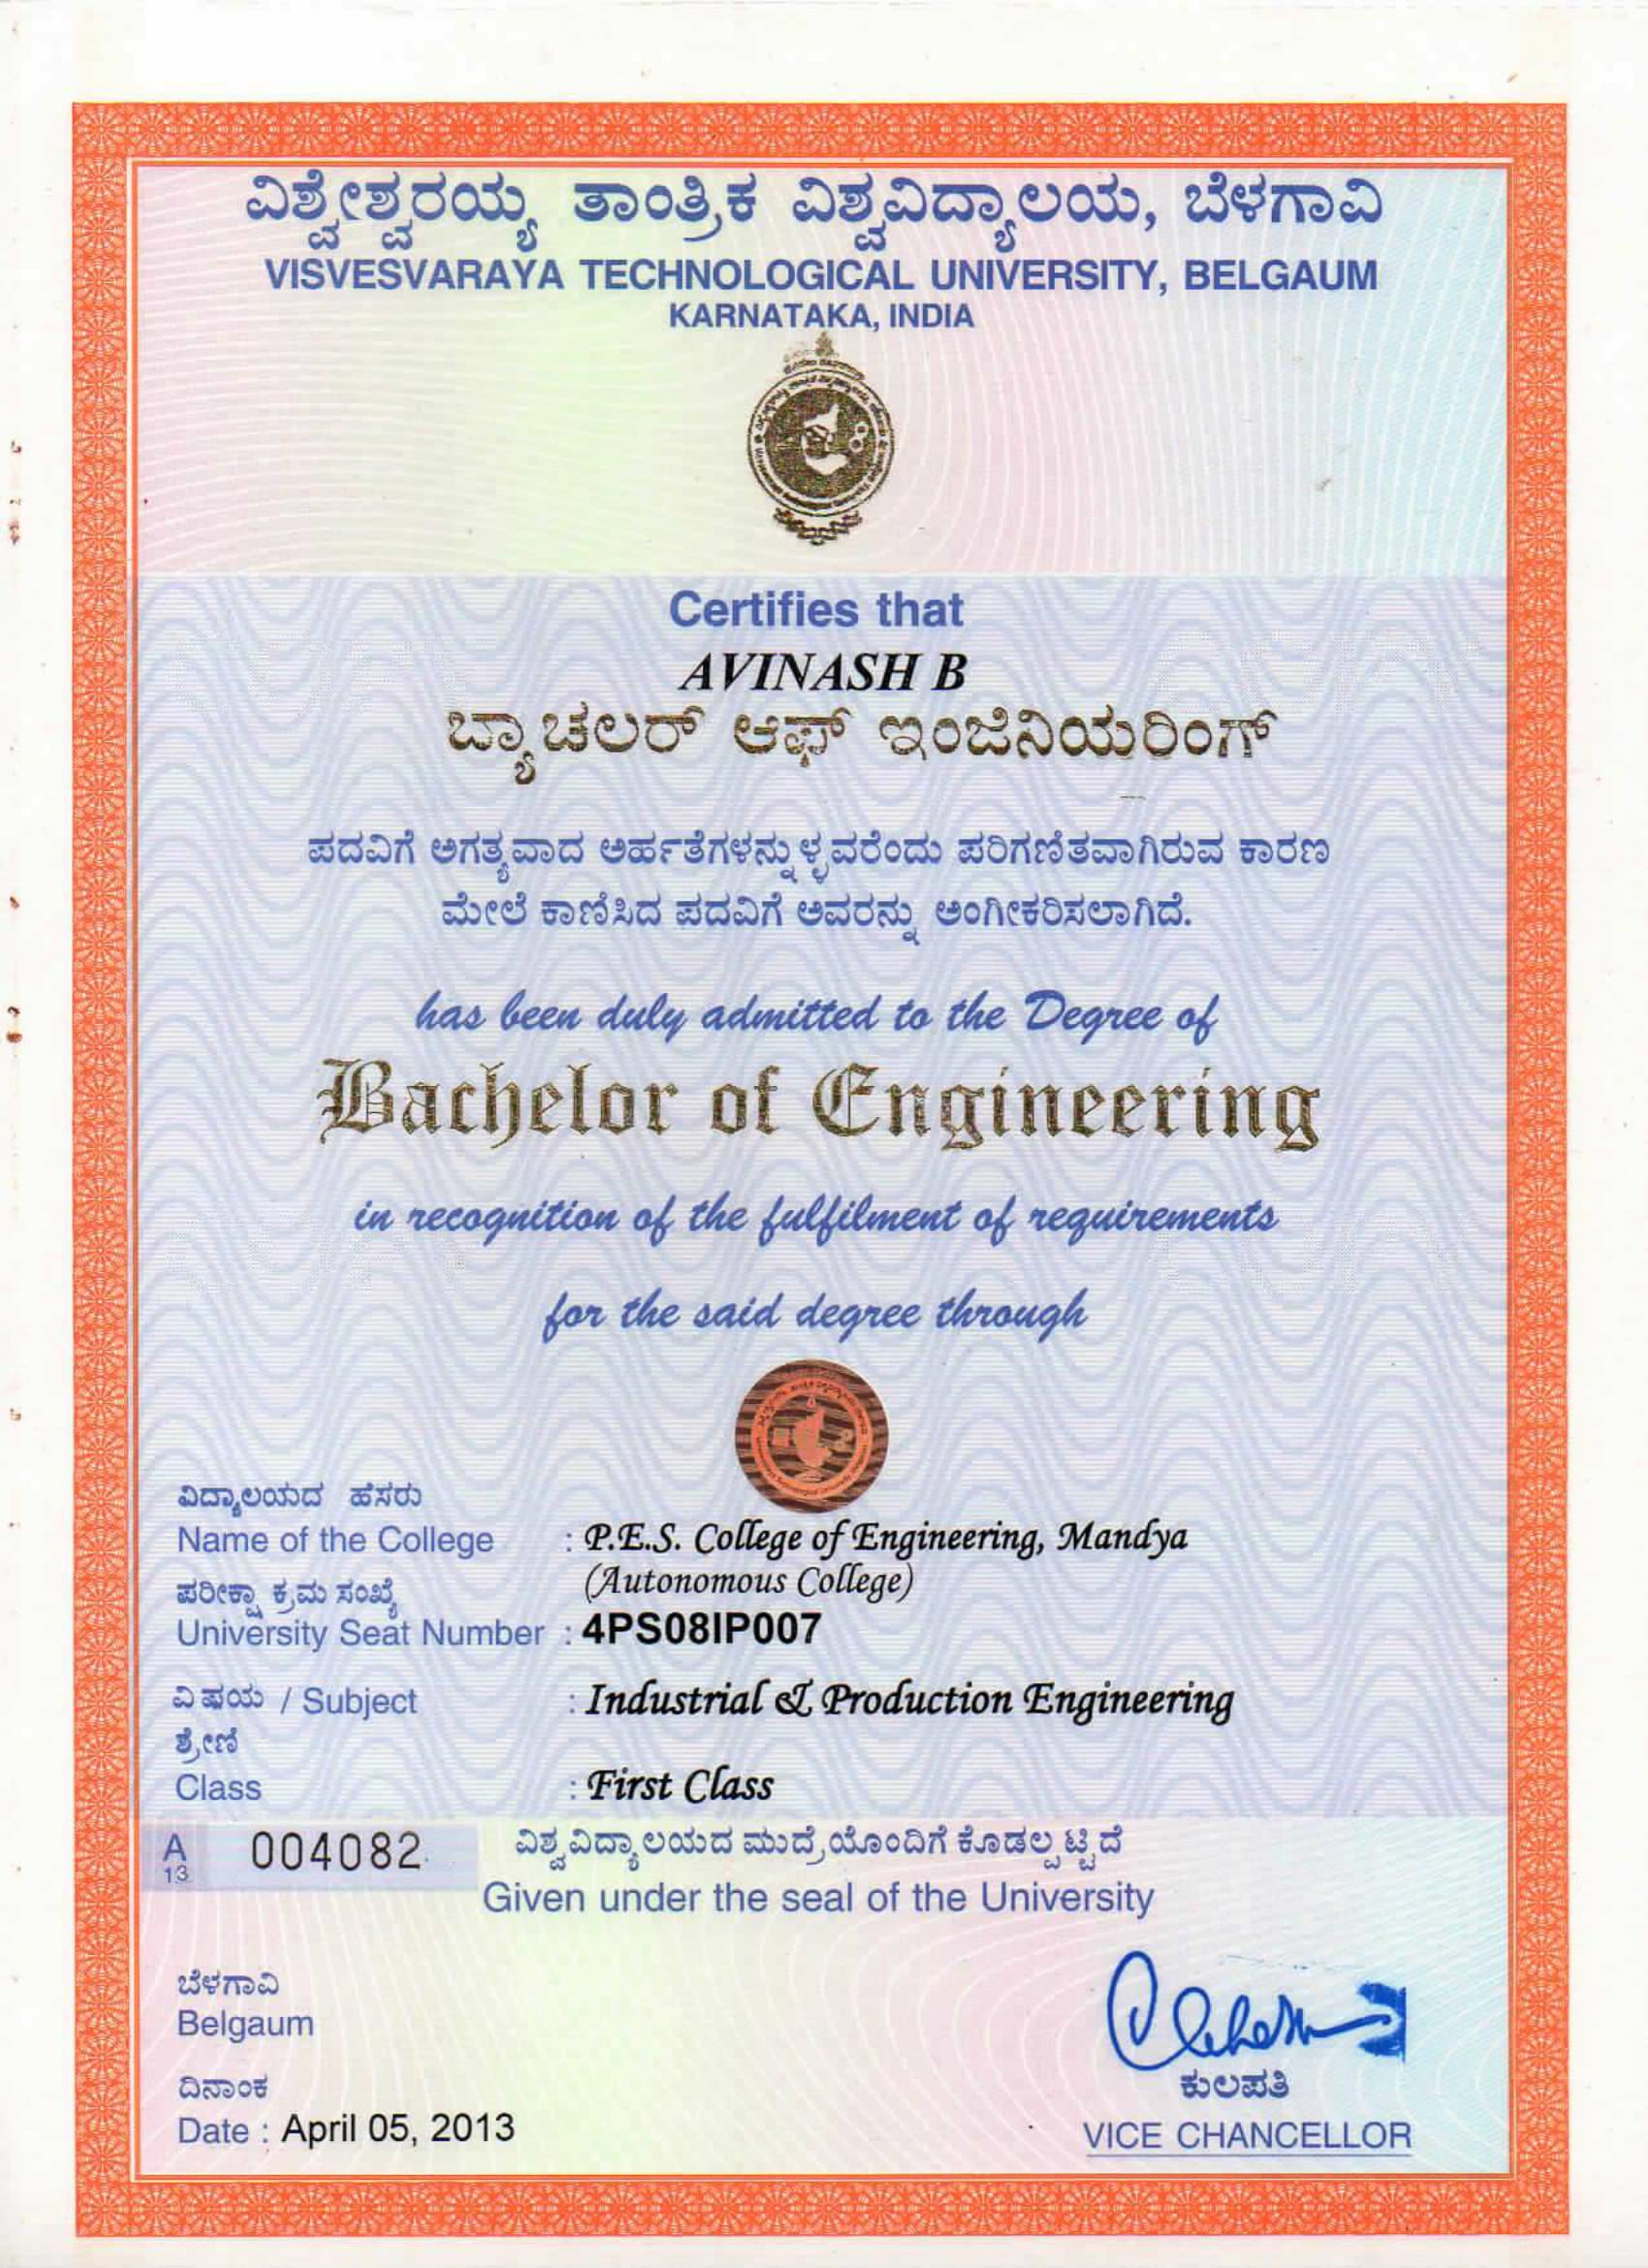 ವಿಶ್ವೇಶ್ವರಯ್ಯ ತಾಂತ್ರಿಕ ವಿಶ್ವವಿದ್ಯಾಲಯ, ಬೆಳಗಾವಿ
VISVESVARAYA TECHNOLOGICAL UNIVERSITY, BELGAUM
KARNATAKA, INDIA
Certifies that
AVINASH B
ಬ್ಯಾಚಲರ್ ಆಫ್ ಇಂಜಿನಿಯರಿಂಗ್
ಪದವಿಗೆ ಅಗತ್ಯವಾದ ಅರ್ಹತೆಗಳನ್ನುಳ್ಳವರೆಂದು ಪರಿಗಣಿತವಾಗಿರುವ ಕಾರಣ
ಮೇಲೆ ಕಾಣಿಸಿದ ಪದವಿಗೆ ಅವರನ್ನು ಅಂಗೀಕರಿಸಲಾಗಿದೆ.
has been duly admitted to the Degree of
Bachelor of Engineering
in recognition of the fulfilment of requirements
for the said degree through
ವಿದ್ಯಾಲಯದ ಹೆಸರು
Name of the College : P.E.S. College of Engineering, Mandya
(Autonomous College)
ಪರೀಕ್ಷಾ ಕ್ರಮ ಸಂಖ್ಯೆ
University Seat Number : 4PS08IP007
ವಿಷಯ / Subject : Industrial & Production Engineering
ಶ್ರೇಣಿ
Class : First Class
A 13 004082
ವಿಶ್ವವಿದ್ಯಾಲಯದ ಮುದ್ರೆಯೊಂದಿಗೆ ಕೊಡಲ್ಪಟ್ಟಿದೆ
Given under the seal of the University
ಬೆಳಗಾವಿ
Belgaum
ದಿನಾಂಕ
Date : April 05, 2013
ಕುಲಪತಿ
VICE CHANCELLOR